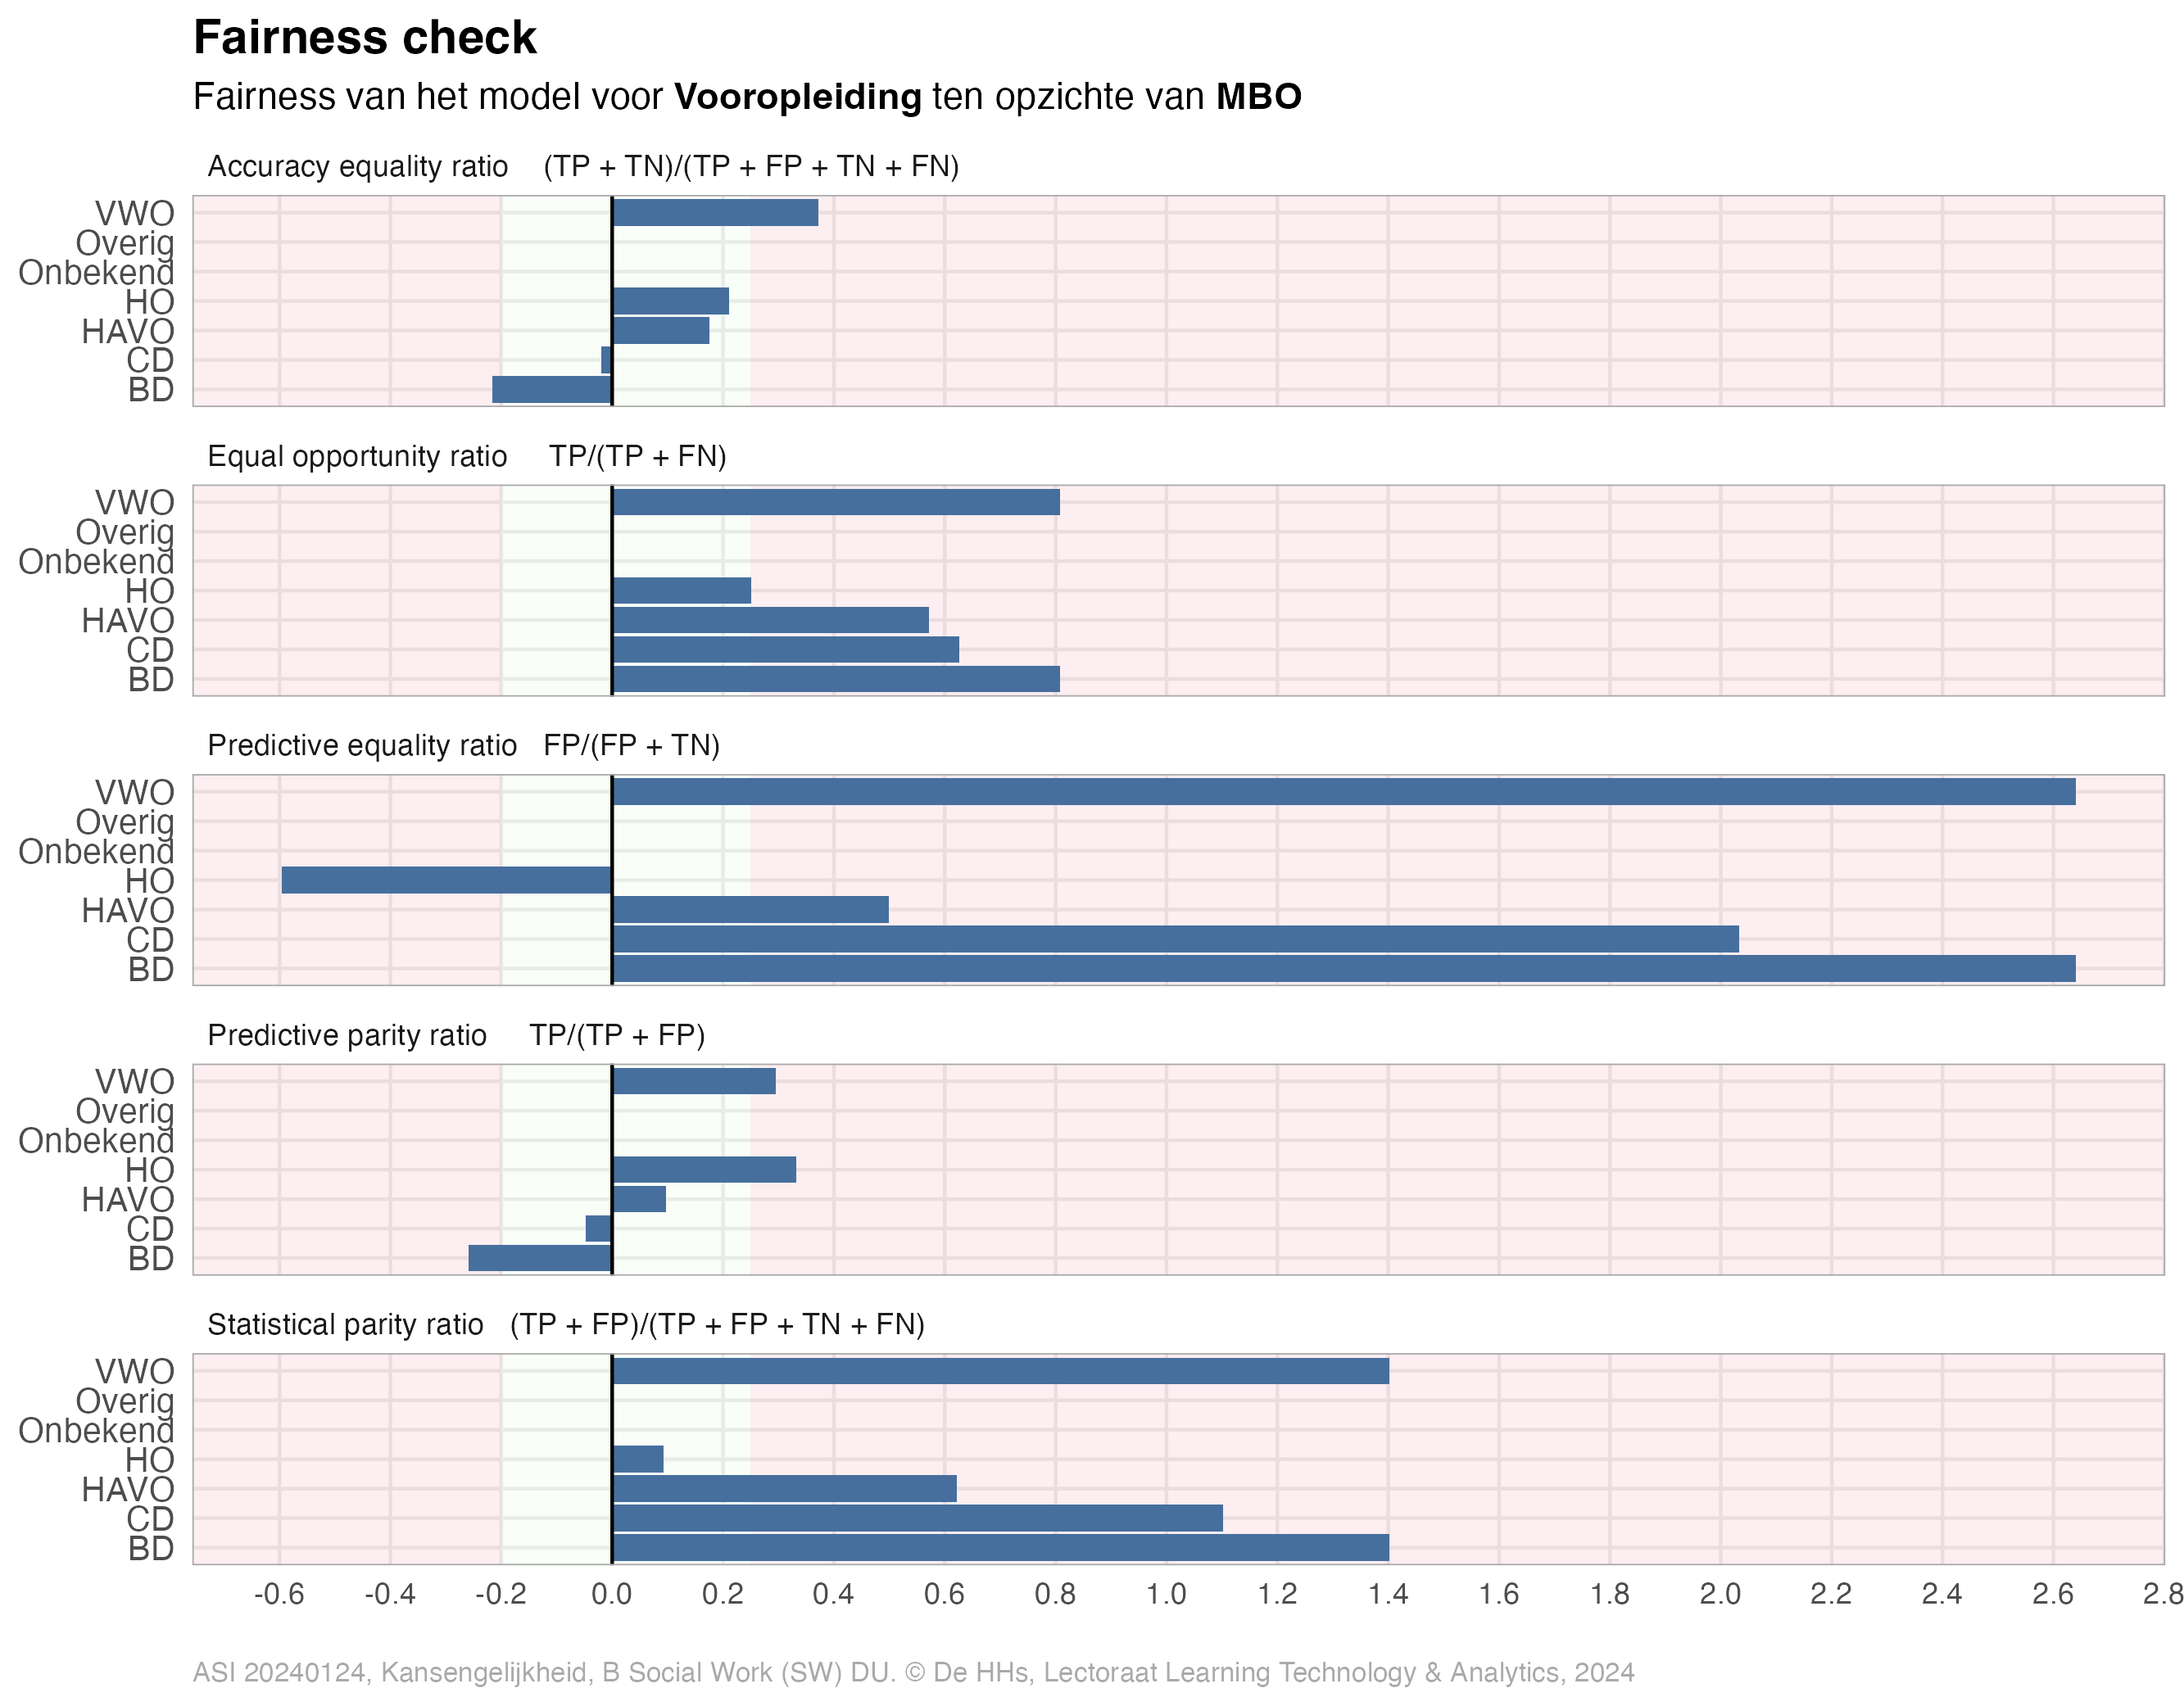 Fairness check
Fairness van het model voor Vooropleiding ten opzichte van MBO
Accuracy equality ratio (TP + TN)/(TP + FP + TN + FN)
VWO
Overig
Onbekend
HO
HAVO
CD
BD
Equal opportunity ratio TP/(TP + FN)
VWO
Overig
Onbekend
HO
HAVO
CD
BD
Predictive equality ratio FP/(FP + TN)
VWO
Overig
Onbekend
HO
HAVO
CD
BD
Predictive parity ratio TP/(TP + FP)
VWO
Overig
Onbekend
HO
HAVO
CD
BD
Statistical parity ratio (TP + FP)/(TP + FP + TN + FN)
VWO
Overig
Onbekend
HO
HAVO
CD
BD
-0.6 -0.4 -0.2 0.0 0.2 0.4 0.6 0.8 1.0 1.2 1.4 1.6 1.8 2.0 2.2 2.4 2.6 2.8
ASI 20240124, Kansengelijkheid, B Social Work (SW) DU. © De HHs, Lectoraat Learning Technology & Analytics, 2024